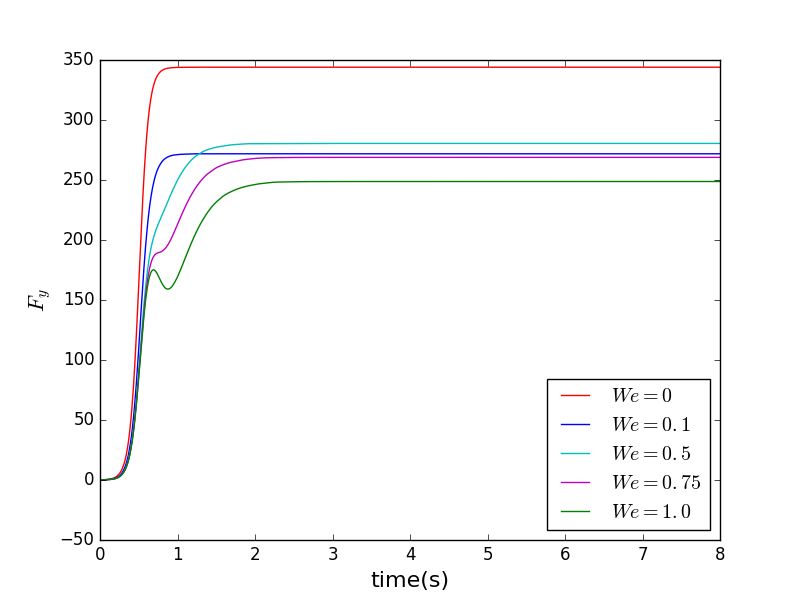 350
300
250
200
150
100
50
0
−50
F_y
0 1 2 3 4 5 6 7 8
time(s)
We = 0
We = 0.1
We = 0.5
We = 0.75
We = 1.0